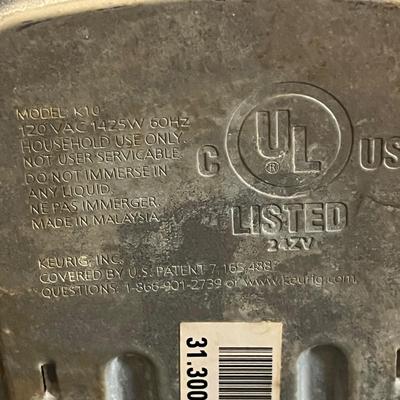 MODEL: K10
120 VAC 1425W 60HZ
HOUSEHOLD USE ONLY.
NOT USER SERVICABLE.
DO NOT IMMERSE IN
ANY LIQUID.
NE PAS IMMERGER.
MADE IN MALAYSIA
C UL ® US
LISTED
24ZV
KEURIG, INC.
COVERED BY U.S. PATENT 7,165,488
QUESTIONS: 1-866-901-2739 or www.keurig.com
31.300